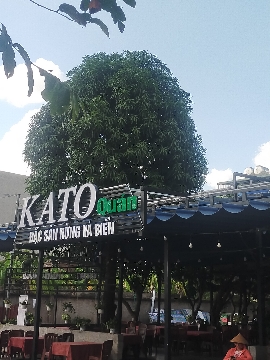 KATO Quán
ĐẶC SẢN RỪNG VÀ BIỂN